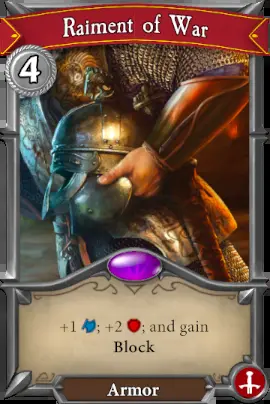 Raiment of War
4
+1 ; +2 ; and gain
Block
Armor